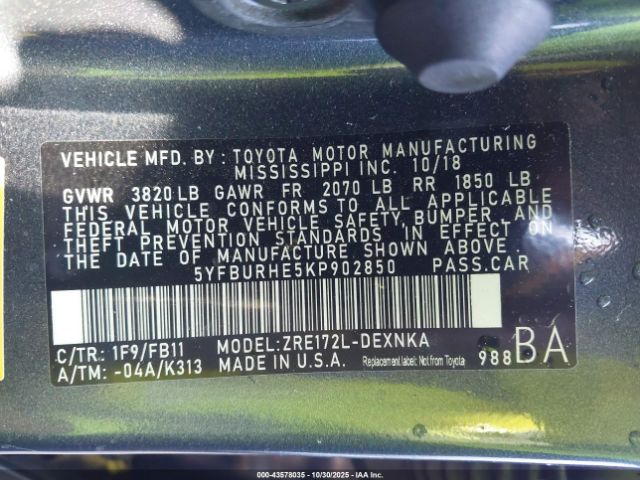 VEHICLE MFD. BY : TOYOTA MOTOR MANUFACTURING
MISSISSIPPI INC. 10/18
GVWR 3820 LB GAWR FR 2070 LB RR 1850 LB
THIS VEHICLE CONFORMS TO ALL APPLICABLE
FEDERAL MOTOR VEHICLE SAFETY, BUMPER, AND
THEFT PREVENTION STANDARDS IN EFFECT ON
THE DATE OF MANUFACTURE SHOWN ABOVE.
5YFBURHE5KP902850 PASS.CAR
C/TR: 1F9/FB11 MODEL:ZRE172L-DEXNKA
A/TM: -04A/K313 MADE IN U.S.A.
Replacement label: Not from Toyota
988 BA
000-43578035 - 10/30/2025 - IAA Inc.